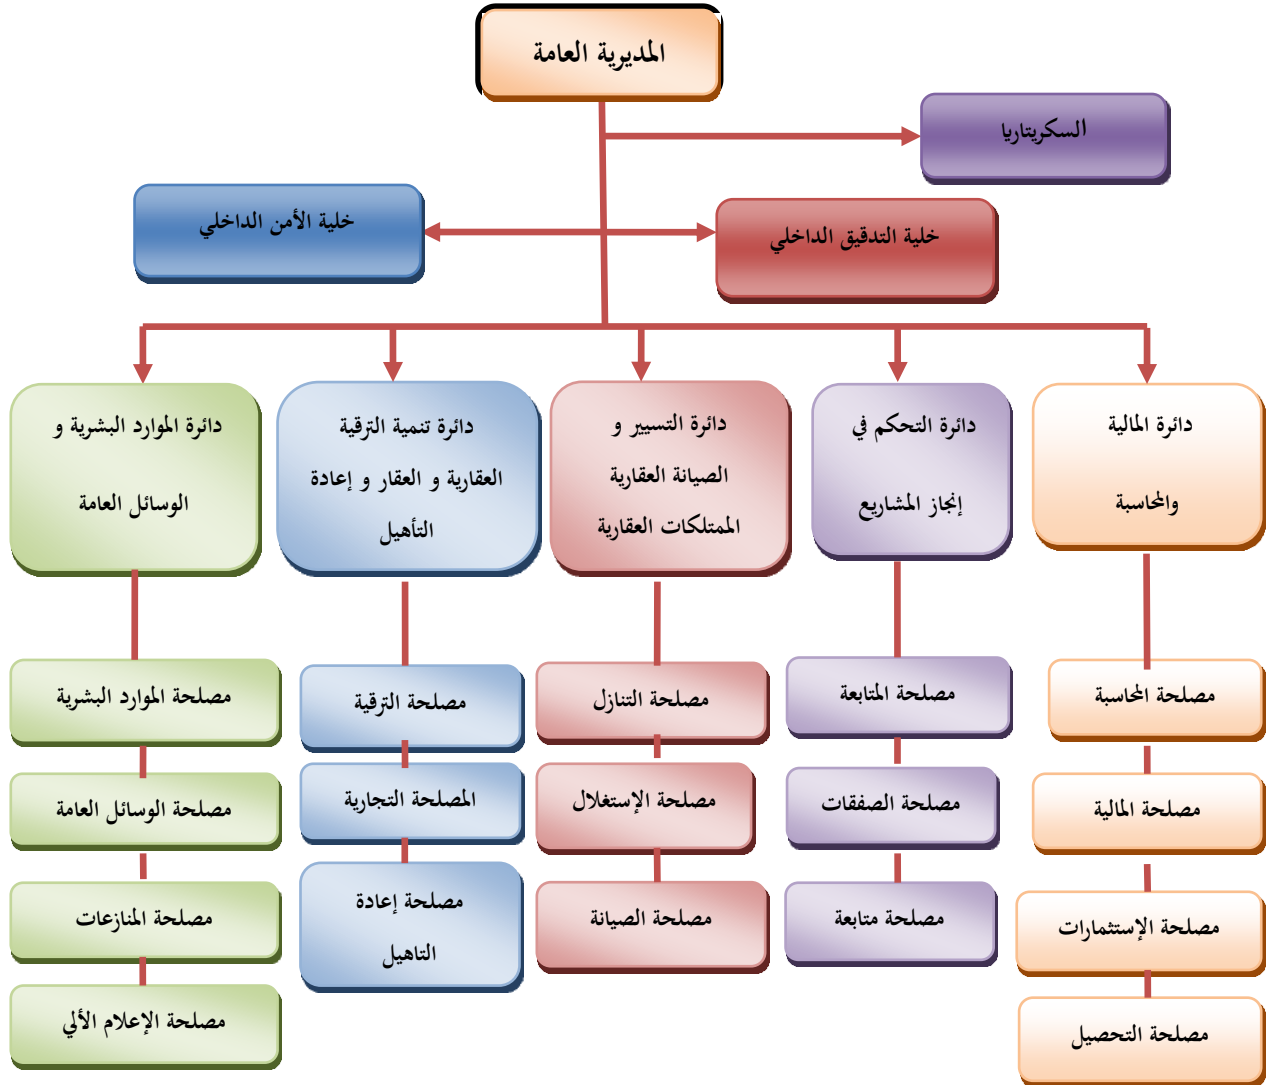 المديرية العامة
السكريتاريا
خلية التدقيق الداخلي
خلية الأمن الداخلي
دائرة المالية
والمحاسبة
دائرة التحكم في
إنجاز المشاريع
دائرة التسيير و
الصيانة العقارية
الممتلكات العقارية
دائرة تنمية الترقية
العقارية و العقار و إعادة
التأهيل
دائرة الموارد البشرية و
الوسائل العامة
مصلحة المحاسبة
مصلحة المالية
مصلحة الإستثمارات
مصلحة التحصيل
مصلحة المتابعة
مصلحة الصفقات
مصلحة متابعة
مصلحة التنازل
مصلحة الإستغلال
مصلحة الصيانة
مصلحة الترقية
المصلحة التجارية
مصلحة إعادة
التاهيل
مصلحة الموارد البشرية
مصلحة الوسائل العامة
مصلحة المنازعات
مصلحة الإعلام الألي